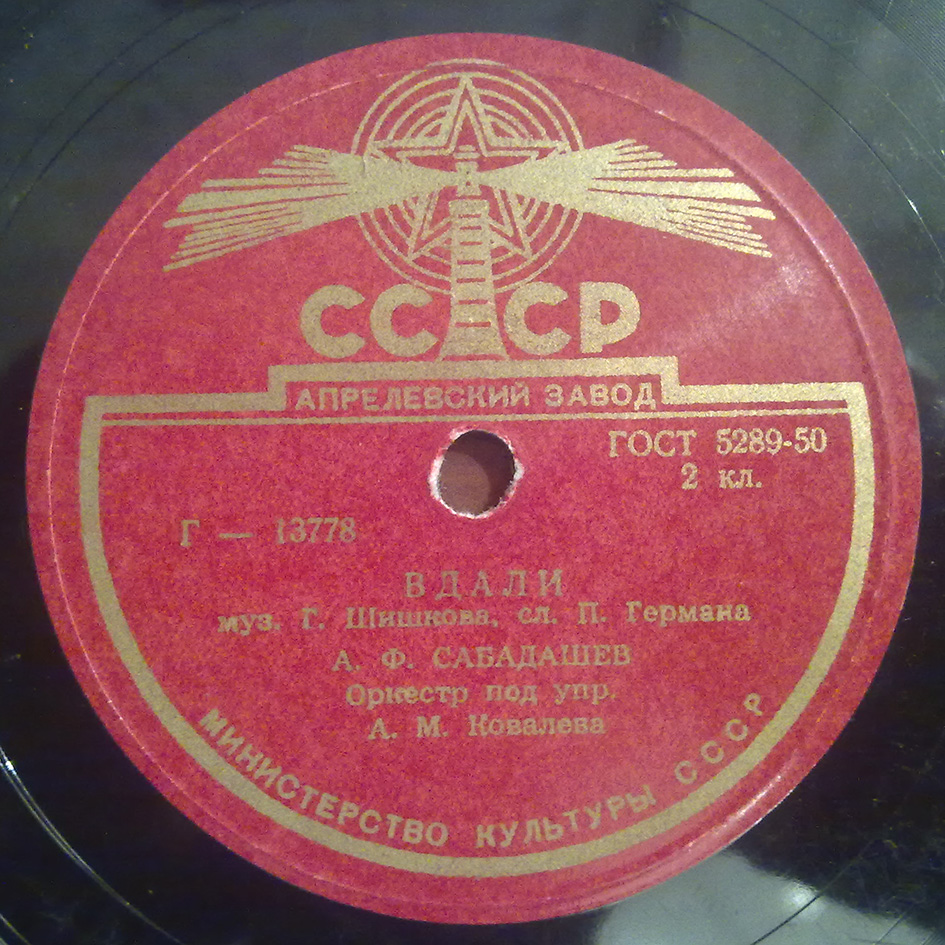 СССР
АПРЕЛЕВСКИЙ ЗАВОД
ГОСТ 5289-50
2 кл.
Г — 13778
ВДАЛИ
муз. Г. Шишкова, сл. П. Германа
А. Ф. САБАДАШЕВ
Оркестр под упр.
А. М. Ковалева
МИНИСТЕРСТВО КУЛЬТУРЫ СССР